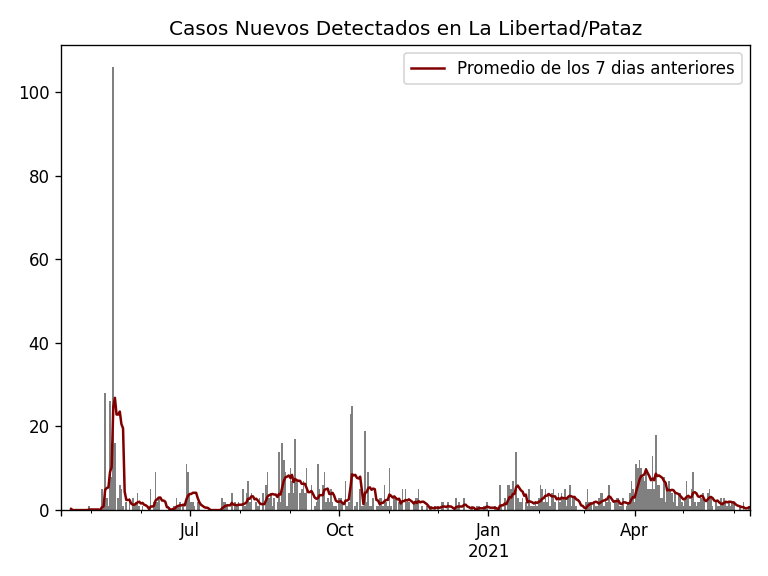 Casos Nuevos Detectados en La Libertad/Pataz
Promedio de los 7 dias anteriores
100
80
60
40
20
0
Jul
Oct
Jan
Apr
2021